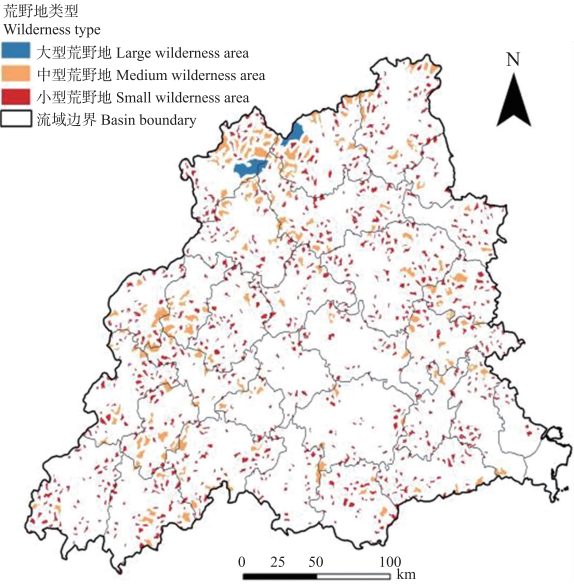 荒野地类型
Wilderness type
大型荒野地 Large wilderness area
中型荒野地 Medium wilderness area
小型荒野地 Small wilderness area
流域边界 Basin boundary
N
0 25 50 100
km